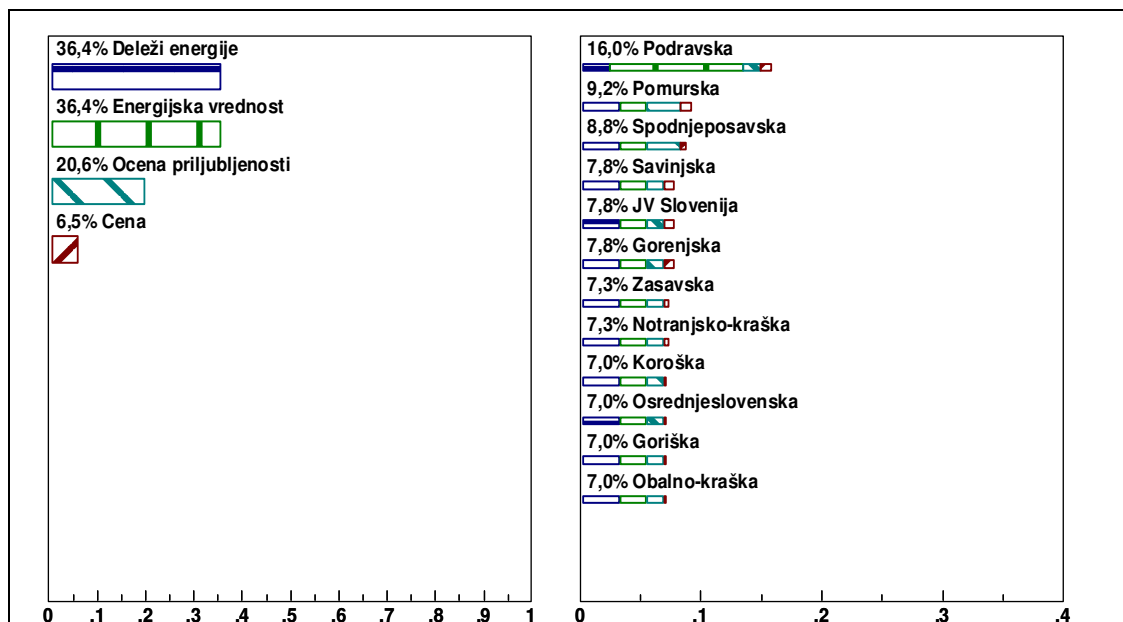 36,4% Deleži energije
36,4% Energijska vrednost
20,6% Ocena priljubljenosti
6,5% Cena
0 .1 .2 .3 .4 .5 .6 .7 .8 .9 1
16,0% Podravska
9,2% Pomurska
8,8% Spodnjeposavska
7,8% Savinjska
7,8% JV Slovenija
7,8% Gorenjska
7,3% Zasavska
7,3% Notranjsko-kraška
7,0% Koroška
7,0% Osrednjeslovenska
7,0% Goriška
7,0% Obalno-kraška
0 .1 .2 .3 .4